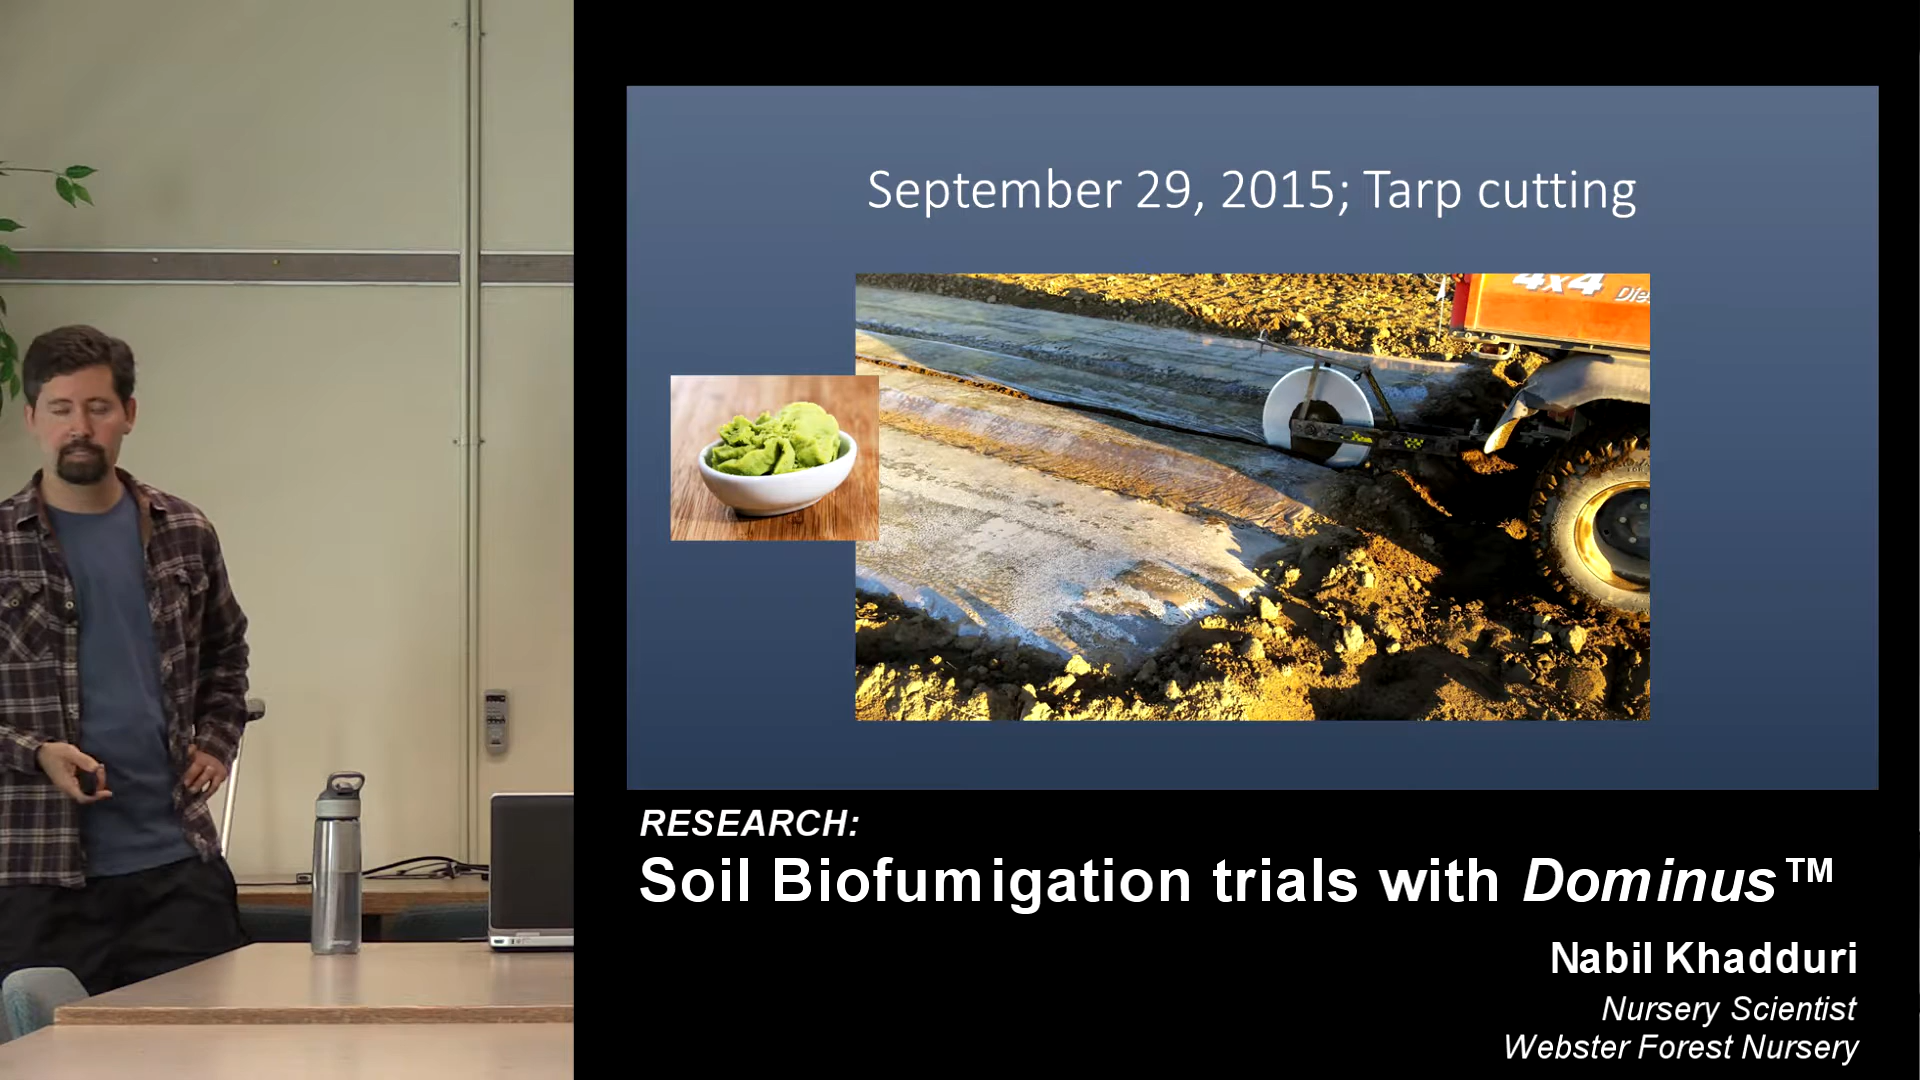 September 29, 2015; Tarp cutting
4x4
RESEARCH:
Soil Biofumigation trials with Dominus™
Nabil Khadduri
Nursery Scientist
Webster Forest Nursery